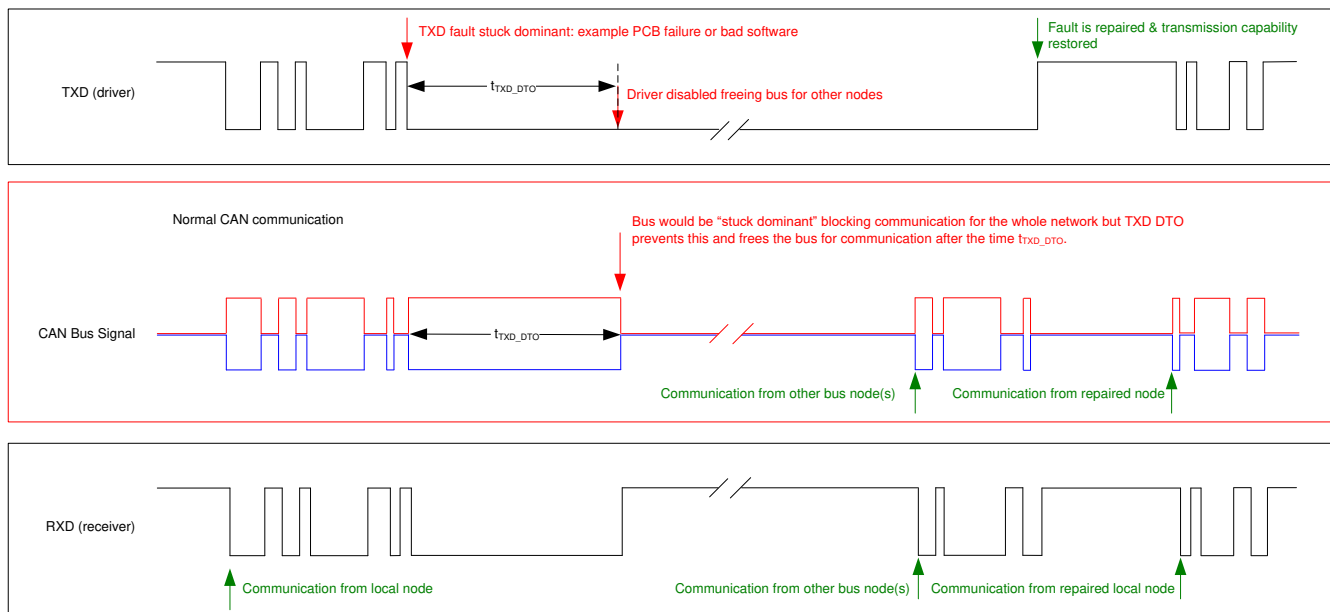 TXD fault stuck dominant: example PCB failure or bad software
Fault is repaired & transmission capability
restored
TXD (driver)
tTXD_DTO
Driver disabled freeing bus for other nodes
Normal CAN communication
Bus would be “stuck dominant” blocking communication for the whole network but TXD DTO
prevents this and frees the bus for communication after the time tTXD_DTO.
CAN Bus Signal
tTXD_DTO
Communication from other bus node(s)
Communication from repaired node
RXD (receiver)
Communication from local node
Communication from other bus node(s)
Communication from repaired local node